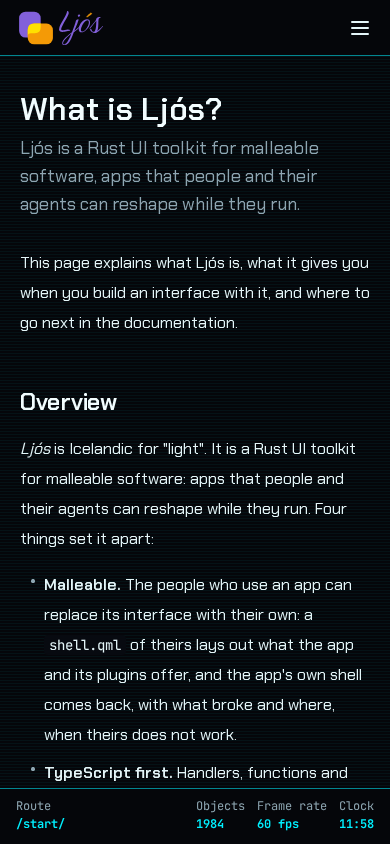 Ljós
What is Ljós?
Ljós is a Rust UI toolkit for malleable
software, apps that people and their
agents can reshape while they run.
This page explains what Ljós is, what it gives you
when you build an interface with it, and where to
go next in the documentation.
Overview
Ljós is Icelandic for "light". It is a Rust UI toolkit
for malleable software: apps that people and
their agents can reshape while they run. Four
things set it apart:
• Malleable. The people who use an app can
replace its interface with their own: a
shell.qml of theirs lays out what the app
and its plugins offer, and the app's own shell
comes back, with what broke and where,
when theirs does not work.
• TypeScript first. Handlers, functions and
Route Objects Frame rate Clock
/start/ 1984 60 fps 11:58